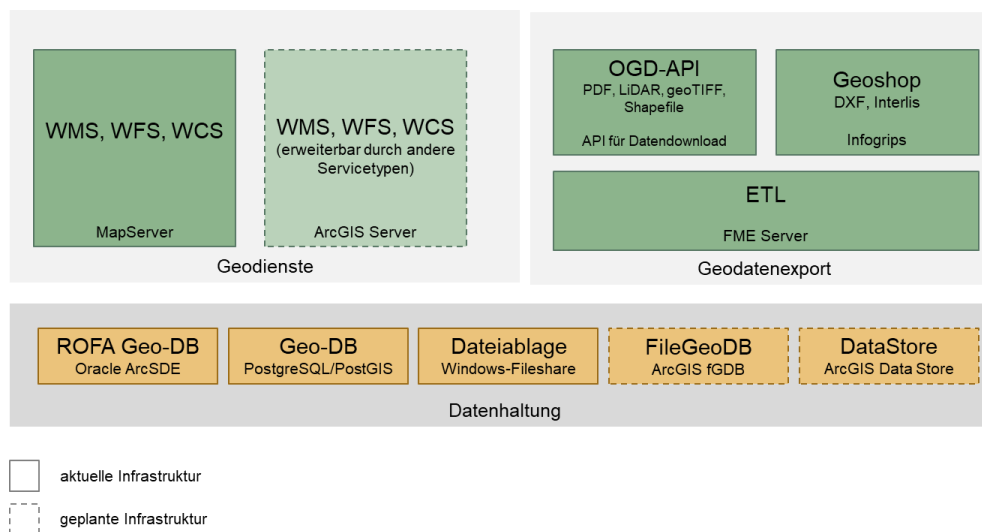 WMS, WFS, WCS
MapServer
WMS, WFS, WCS
(erweiterbar durch andere
Servicetypen)
ArcGIS Server
Geodienste
OGD-API
PDF, LiDAR, geoTIFF,
Shapefile
API für Datendownload
Geoshop
DXF, Interlis
Infogrips
ETL
FME Server
Geodatenexport
ROFA Geo-DB
Oracle ArcSDE
Geo-DB
PostgreSQL/PostGIS
Dateiablage
Windows-Fileshare
FileGeoDB
ArcGIS fGDB
DataStore
ArcGIS Data Store
Datenhaltung
aktuelle Infrastruktur
geplante Infrastruktur